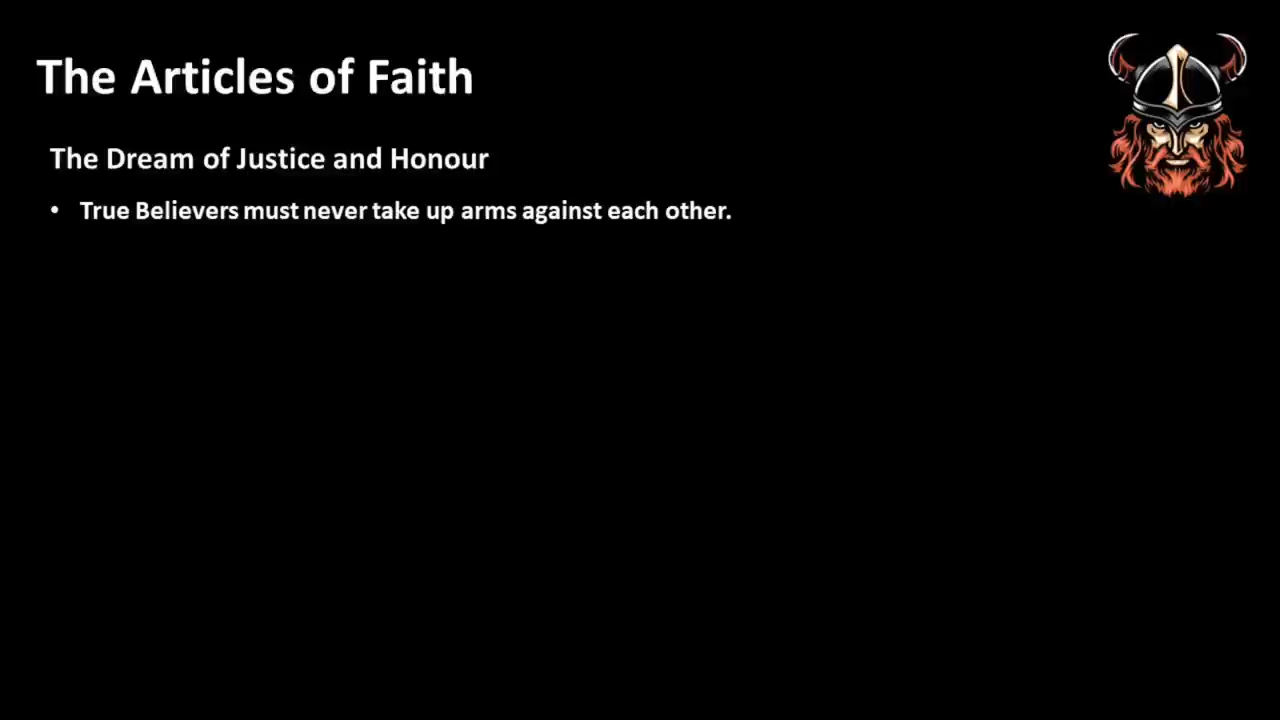 The Articles of Faith
The Dream of Justice and Honour
• True Believers must never take up arms against each other.